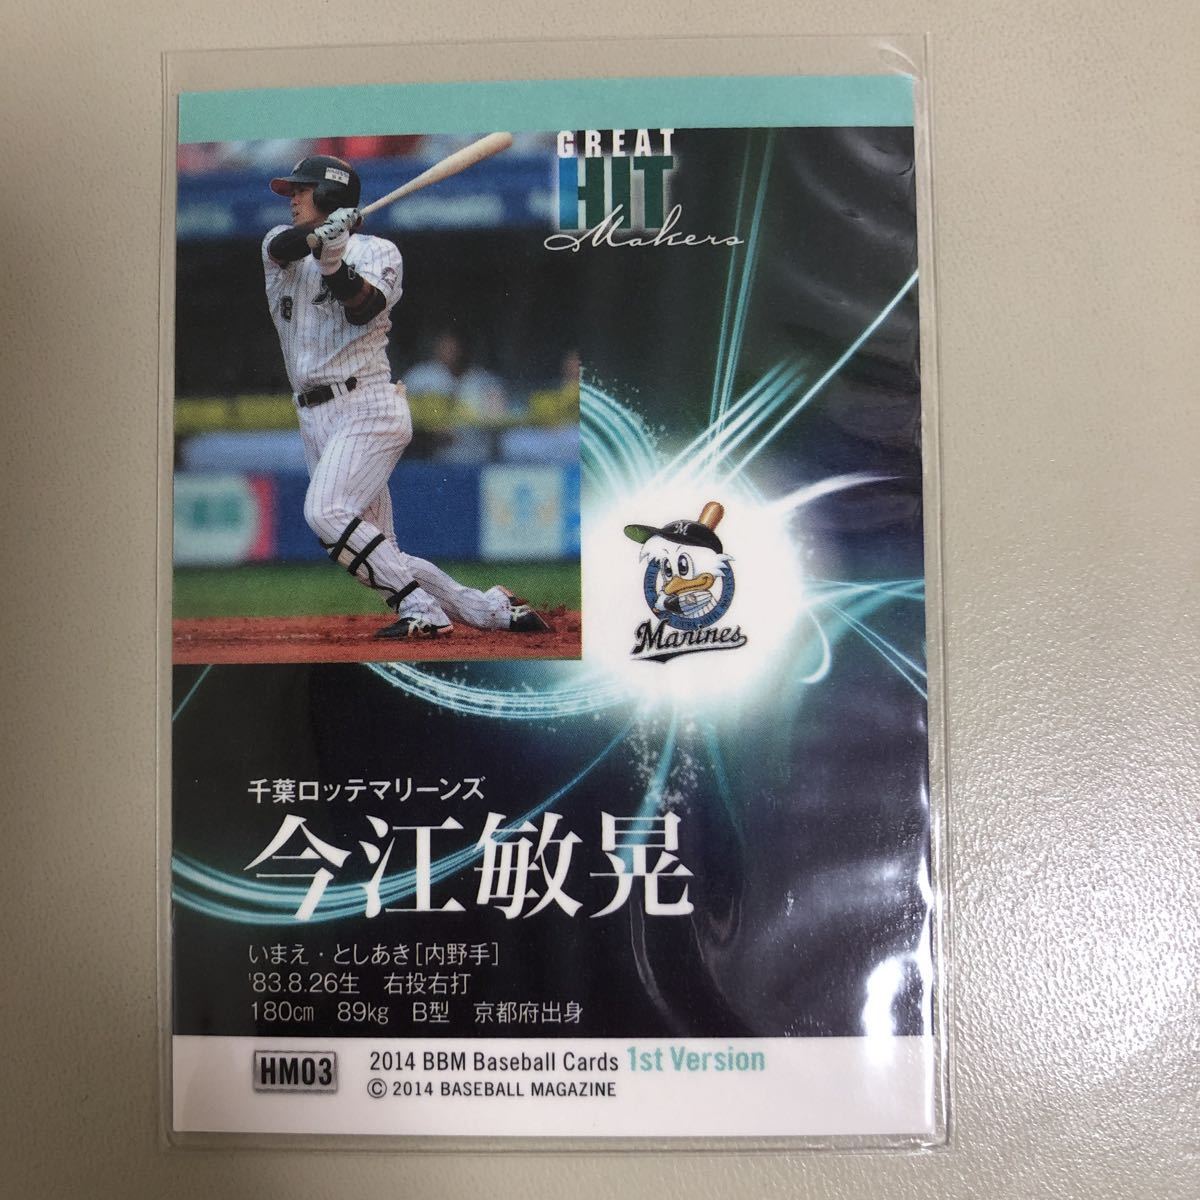 GREAT
HIT
Makers
8
M
Marines
千葉ロッテマリーンズ
今江敏晃
いまえ・としあき[内野手]
'83.8.26生 右投右打
180cm 89kg B型 京都府出身
HM03
2014 BBM Baseball Cards 1st Version
© 2014 BASEBALL MAGAZINE